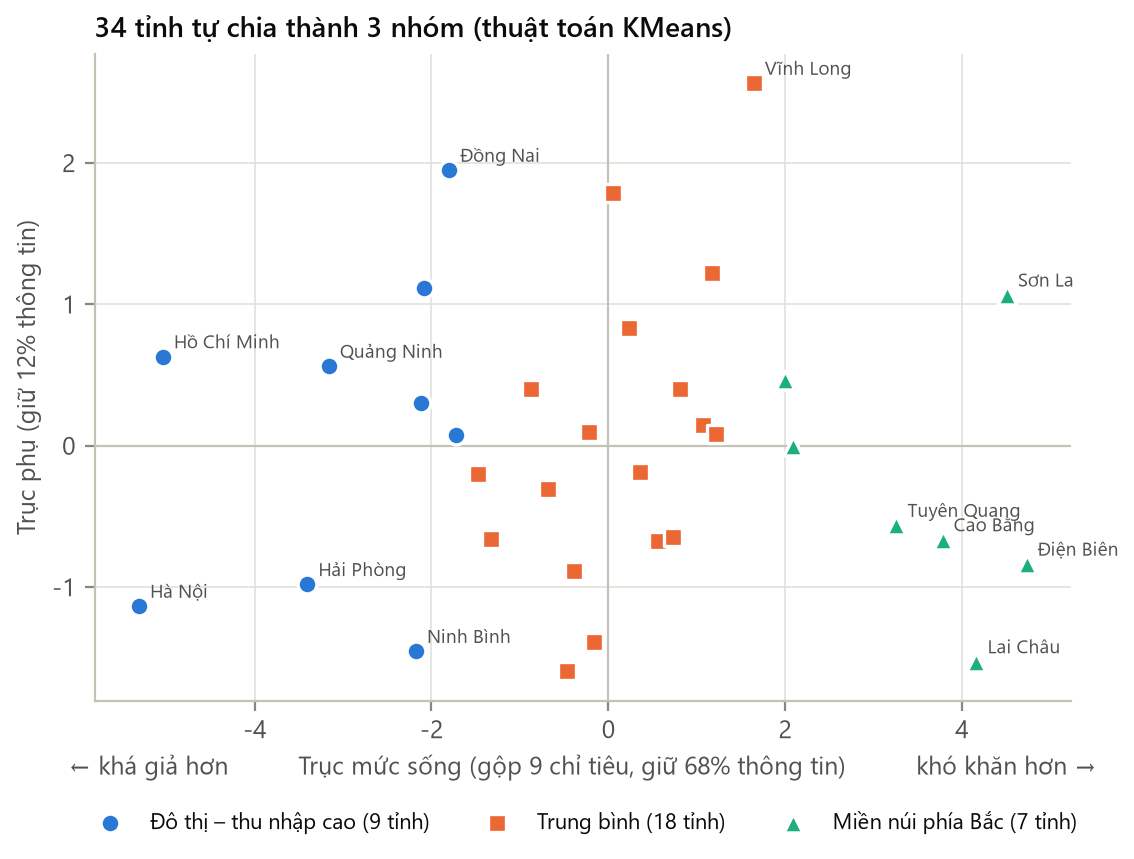 34 tỉnh tự chia thành 3 nhóm (thuật toán KMeans)
Vĩnh Long
Đồng Nai
Sơn La
Hồ Chí Minh
Quảng Ninh
Tuyên Quang
Cao Bằng
Điện Biên
Hải Phòng
Hà Nội
Ninh Bình
Lai Châu
Trục phụ (giữ 12% thông tin)
2
1
0
-1
-4 -2 0 2 4
← khá giả hơn Trục mức sống (gộp 9 chỉ tiêu, giữ 68% thông tin) khó khăn hơn →
Đô thị – thu nhập cao (9 tỉnh) Trung bình (18 tỉnh) Miền núi phía Bắc (7 tỉnh)